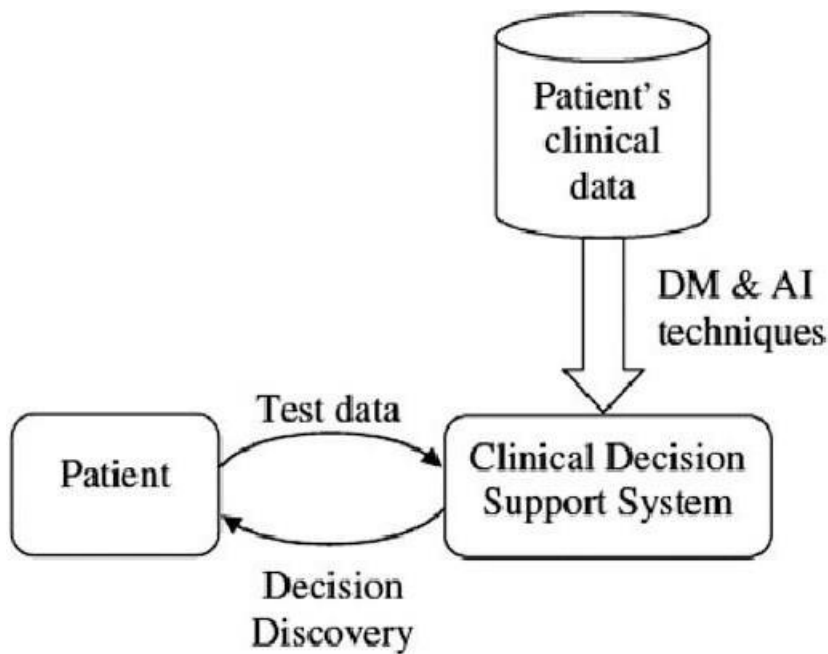 Patient's
clinical
data
DM & AI
techniques
Test data
Patient
Clinical Decision
Support System
Decision
Discovery